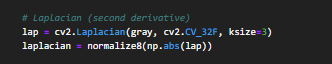 # Laplacian (second derivative)
lap = cv2.Laplacian(gray, cv2.CV_32F, ksize=3)
laplacian = normalize8(np.abs(lap))